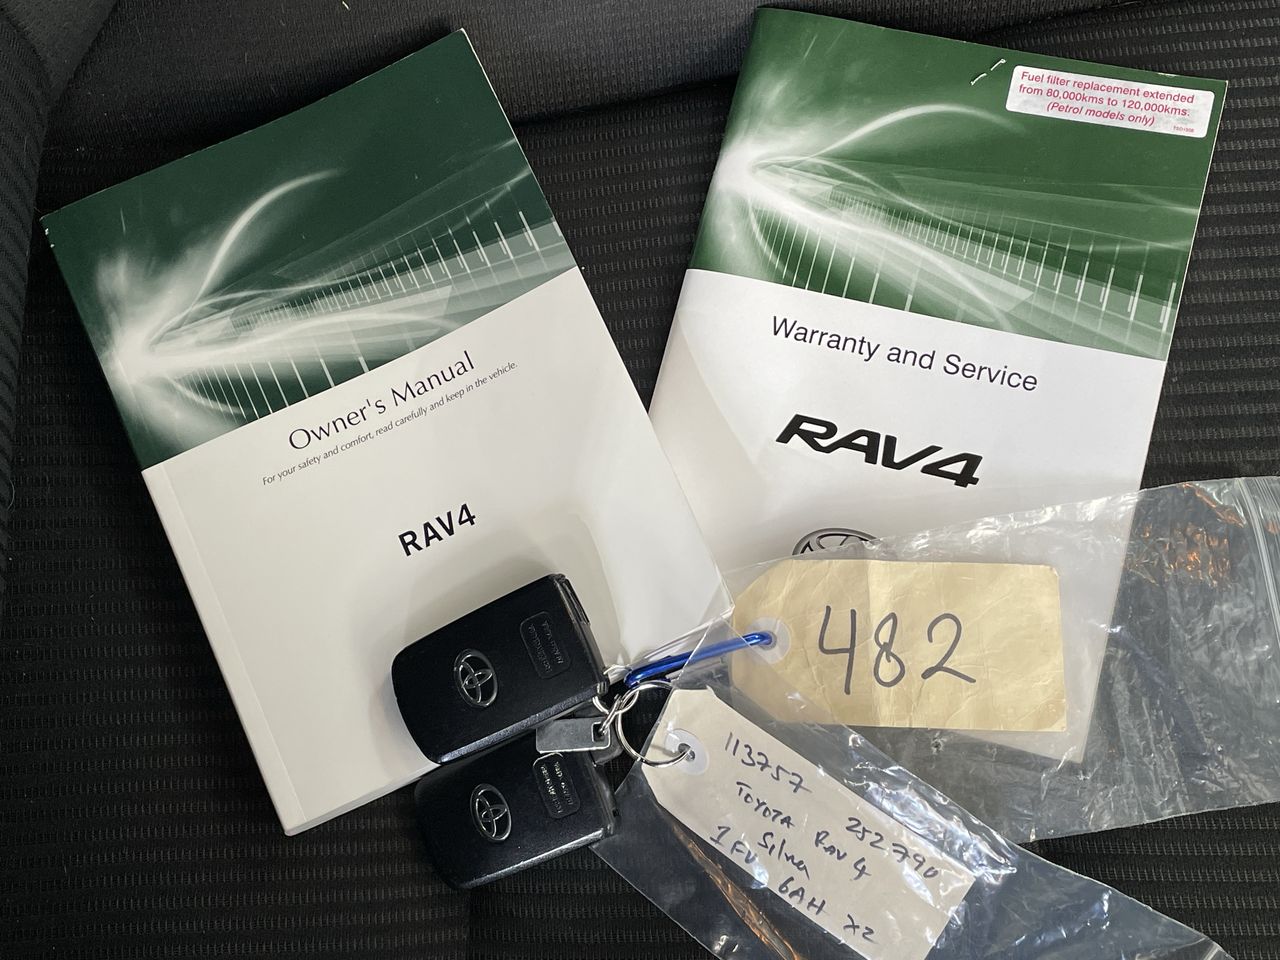 Owner's Manual
For your safety and comfort, read carefully and keep in the vehicle.
RAV4
Fuel filter replacement extended
from 80,000kms to 120,000kms.
(Petrol models only)
Warranty and Service
RAV4
482
113757
252790
TOYOTA RAV 4
Silver
1FU 6AH X2